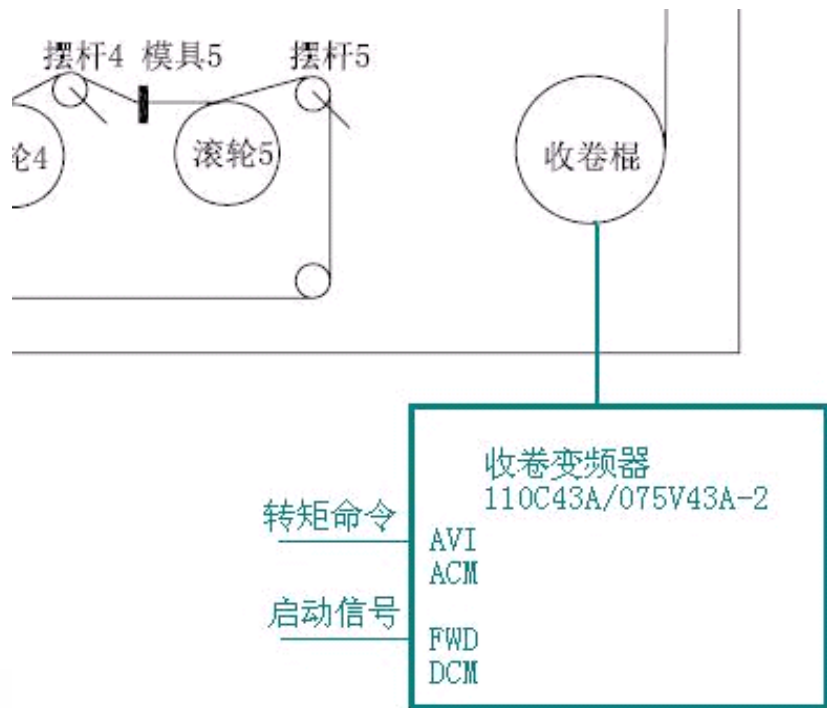 摆杆4 模具5 摆杆5
轮4
滚轮5
收卷棍
收卷变频器
110C43A/075V43A-2
转矩命令
AVI
ACM
启动信号
FWD
DCM